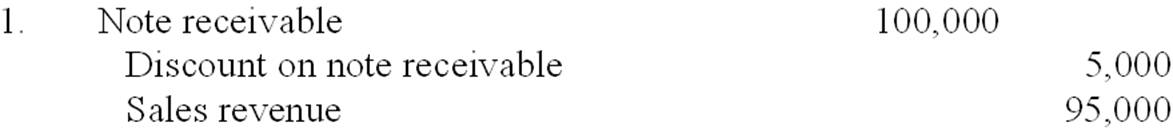 1. Note receivable 100,000
Discount on note receivable 5,000
Sales revenue 95,000